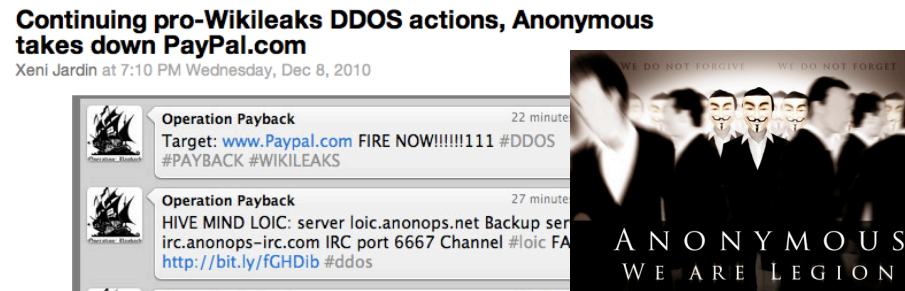 Continuing pro-Wikileaks DDOS actions, Anonymous
takes down PayPal.com
Xeni Jardin at 7:10 PM Wednesday, Dec 8, 2010
Operation Payback 22 minute
Target: www.Paypal.com FIRE NOW!!!!!!111 #DDOS
#PAYBACK #WIKILEAKS
Operation Payback 27 minute
HIVE MIND LOIC: server loic.anonops.net Backup ser
irc.anonops-irc.com IRC port 6667 Channel #loic FA
http://bit.ly/fGHDib #ddos
WE DO NOT FORGIVE WE DO NOT FORGET
ANONYMOUS
WE ARE LEGION